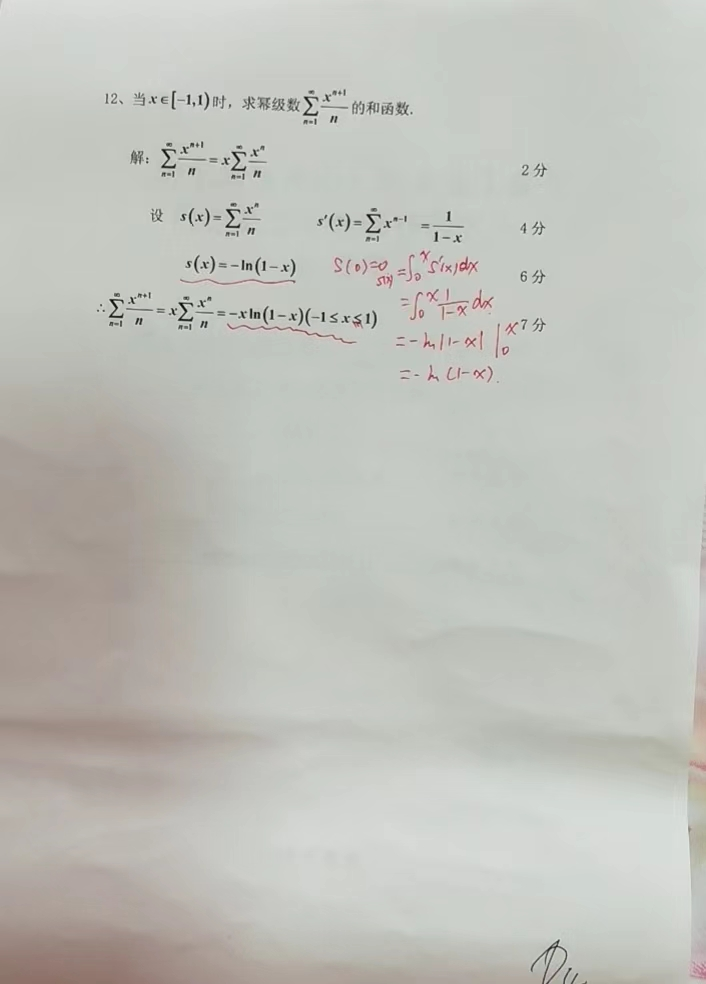 12、当 x∈[-1,1) 时，求幂级数 ∑_{n=1}^{∞} x^{n+1}/n 的和函数.
解：∑_{n=1}^{∞} x^{n+1}/n = x∑_{n=1}^{∞} x^n/n 2分
设 s(x)=∑_{n=1}^{∞} x^n/n s′(x)=∑_{n=1}^{∞} x^{n-1} = 1/(1-x) 4分
s(x)=-ln(1-x) S(0)=0 6分
S(x)=∫_0^x S′(x)dx
=∫_0^x 1/(1-x) dx
∴∑_{n=1}^{∞} x^{n+1}/n = x∑_{n=1}^{∞} x^n/n = -xln(1-x)(-1≤x≤1) 7分
=-ln|1-x| |_0^x
=-ln(1-x).